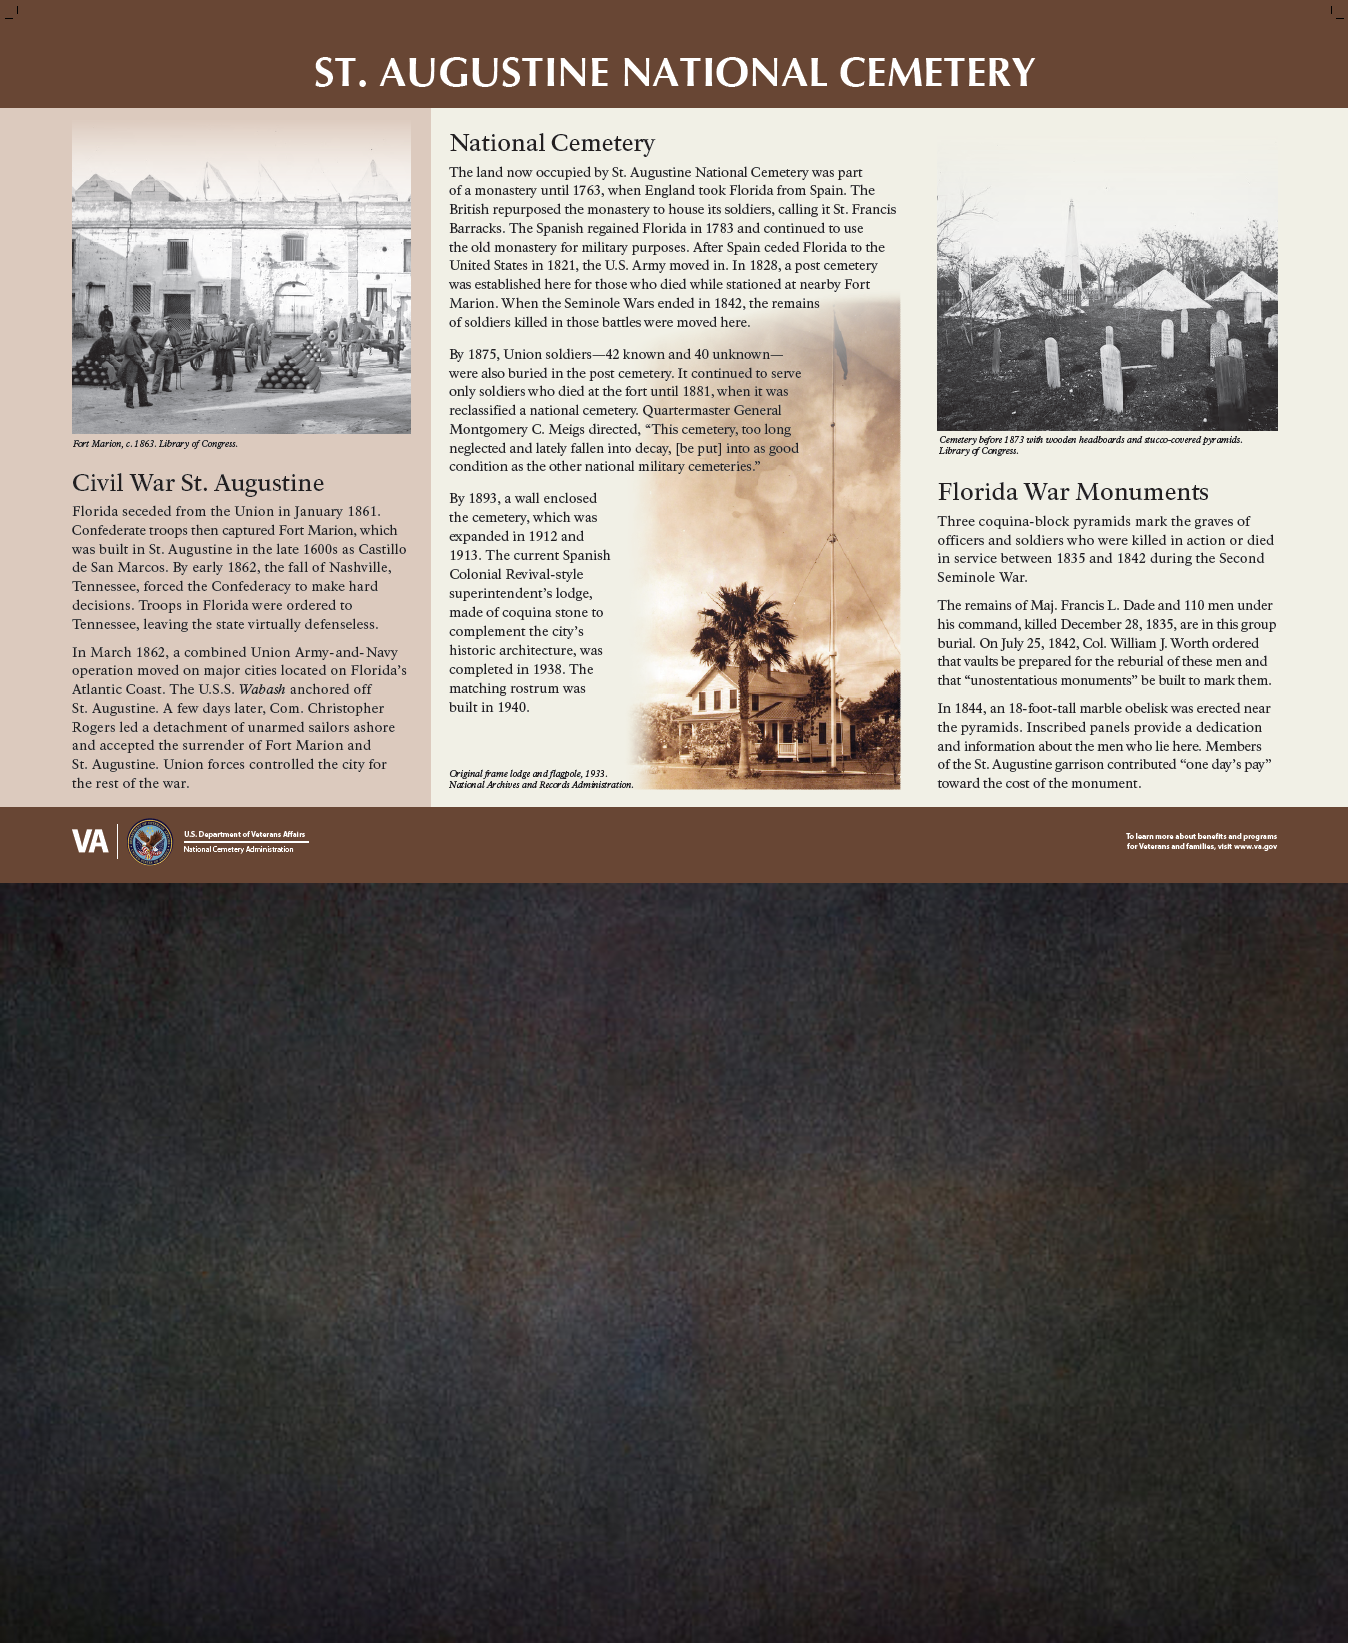 ST. AUGUSTINE NATIONAL CEMETERY
Fort Marion, c. 1863. Library of Congress.
Civil War St. Augustine
Florida seceded from the Union in January 1861.
Confederate troops then captured Fort Marion, which
was built in St. Augustine in the late 1600s as Castillo
de San Marcos. By early 1862, the fall of Nashville,
Tennessee, forced the Confederacy to make hard
decisions. Troops in Florida were ordered to
Tennessee, leaving the state virtually defenseless.
In March 1862, a combined Union Army-and-Navy
operation moved on major cities located on Florida's
Atlantic Coast. The U.S.S. Wabash anchored off
St. Augustine. A few days later, Com. Christopher
Rogers led a detachment of unarmed sailors ashore
and accepted the surrender of Fort Marion and
St. Augustine. Union forces controlled the city for
the rest of the war.
National Cemetery
The land now occupied by St. Augustine National Cemetery was part
of a monastery until 1763, when England took Florida from Spain. The
British repurposed the monastery to house its soldiers, calling it St. Francis
Barracks. The Spanish regained Florida in 1783 and continued to use
the old monastery for military purposes. After Spain ceded Florida to the
United States in 1821, the U.S. Army moved in. In 1828, a post cemetery
was established here for those who died while stationed at nearby Fort
Marion. When the Seminole Wars ended in 1842, the remains
of soldiers killed in those battles were moved here.
By 1875, Union soldiers—42 known and 40 unknown—
were also buried in the post cemetery. It continued to serve
only soldiers who died at the fort until 1881, when it was
reclassified a national cemetery. Quartermaster General
Montgomery C. Meigs directed, “This cemetery, too long
neglected and lately fallen into decay, [be put] into as good
condition as the other national military cemeteries.”
By 1893, a wall enclosed
the cemetery, which was
expanded in 1912 and
1913. The current Spanish
Colonial Revival-style
superintendent's lodge,
made of coquina stone to
complement the city's
historic architecture, was
completed in 1938. The
matching rostrum was
built in 1940.
Original frame lodge and flagpole, 1933.
National Archives and Records Administration.
Cemetery before 1873 with wooden headboards and stucco-covered pyramids.
Library of Congress.
Florida War Monuments
Three coquina-block pyramids mark the graves of
officers and soldiers who were killed in action or died
in service between 1835 and 1842 during the Second
Seminole War.
The remains of Maj. Francis L. Dade and 110 men under
his command, killed December 28, 1835, are in this group
burial. On July 25, 1842, Col. William J. Worth ordered
that vaults be prepared for the reburial of these men and
that “unostentatious monuments” be built to mark them.
In 1844, an 18-foot-tall marble obelisk was erected near
the pyramids. Inscribed panels provide a dedication
and information about the men who lie here. Members
of the St. Augustine garrison contributed “one day's pay”
toward the cost of the monument.
VA
U.S. Department of Veterans Affairs
National Cemetery Administration
To learn more about benefits and programs
for Veterans and families, visit www.va.gov